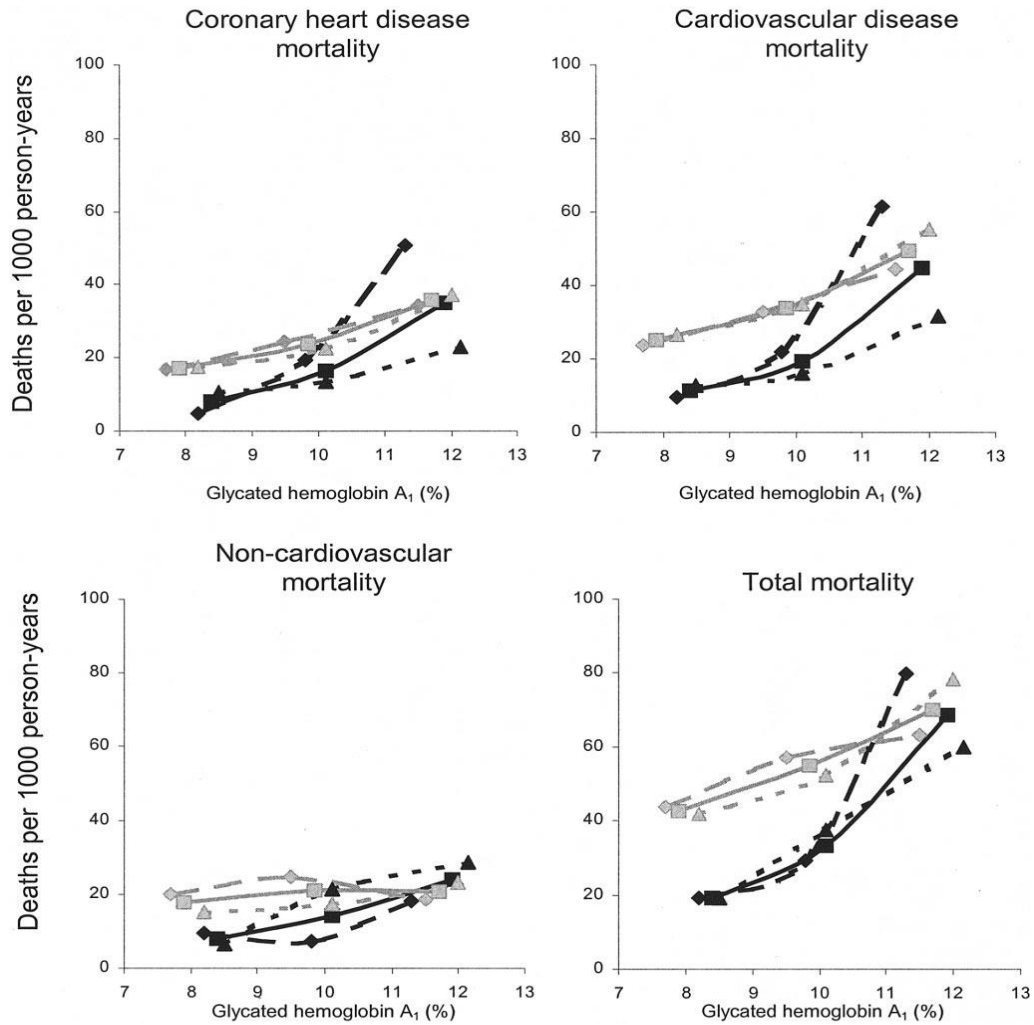 Coronary heart disease
mortality
Deaths per 1000 person-years
100
80
60
40
20
0
7 8 9 10 11 12 13
Glycated hemoglobin A₁ (%)
Cardiovascular disease
mortality
100
80
60
40
20
0
7 8 9 10 11 12 13
Glycated hemoglobin A₁ (%)
Non-cardiovascular
mortality
Deaths per 1000 person-years
100
80
60
40
20
0
7 8 9 10 11 12 13
Glycated hemoglobin A₁ (%)
Total mortality
100
80
60
40
20
0
7 8 9 10 11 12 13
Glycated hemoglobin A₁ (%)